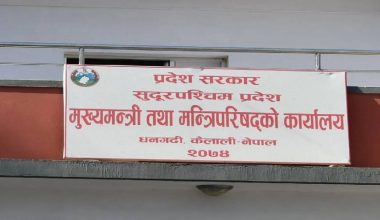 प्रदेश सरकार
सुदूरपश्चिम प्रदेश
मुख्यमन्त्री तथा मन्त्रिपरिषद्को कार्यालय
धनगढी, कैलाली-नेपाल
२०७४